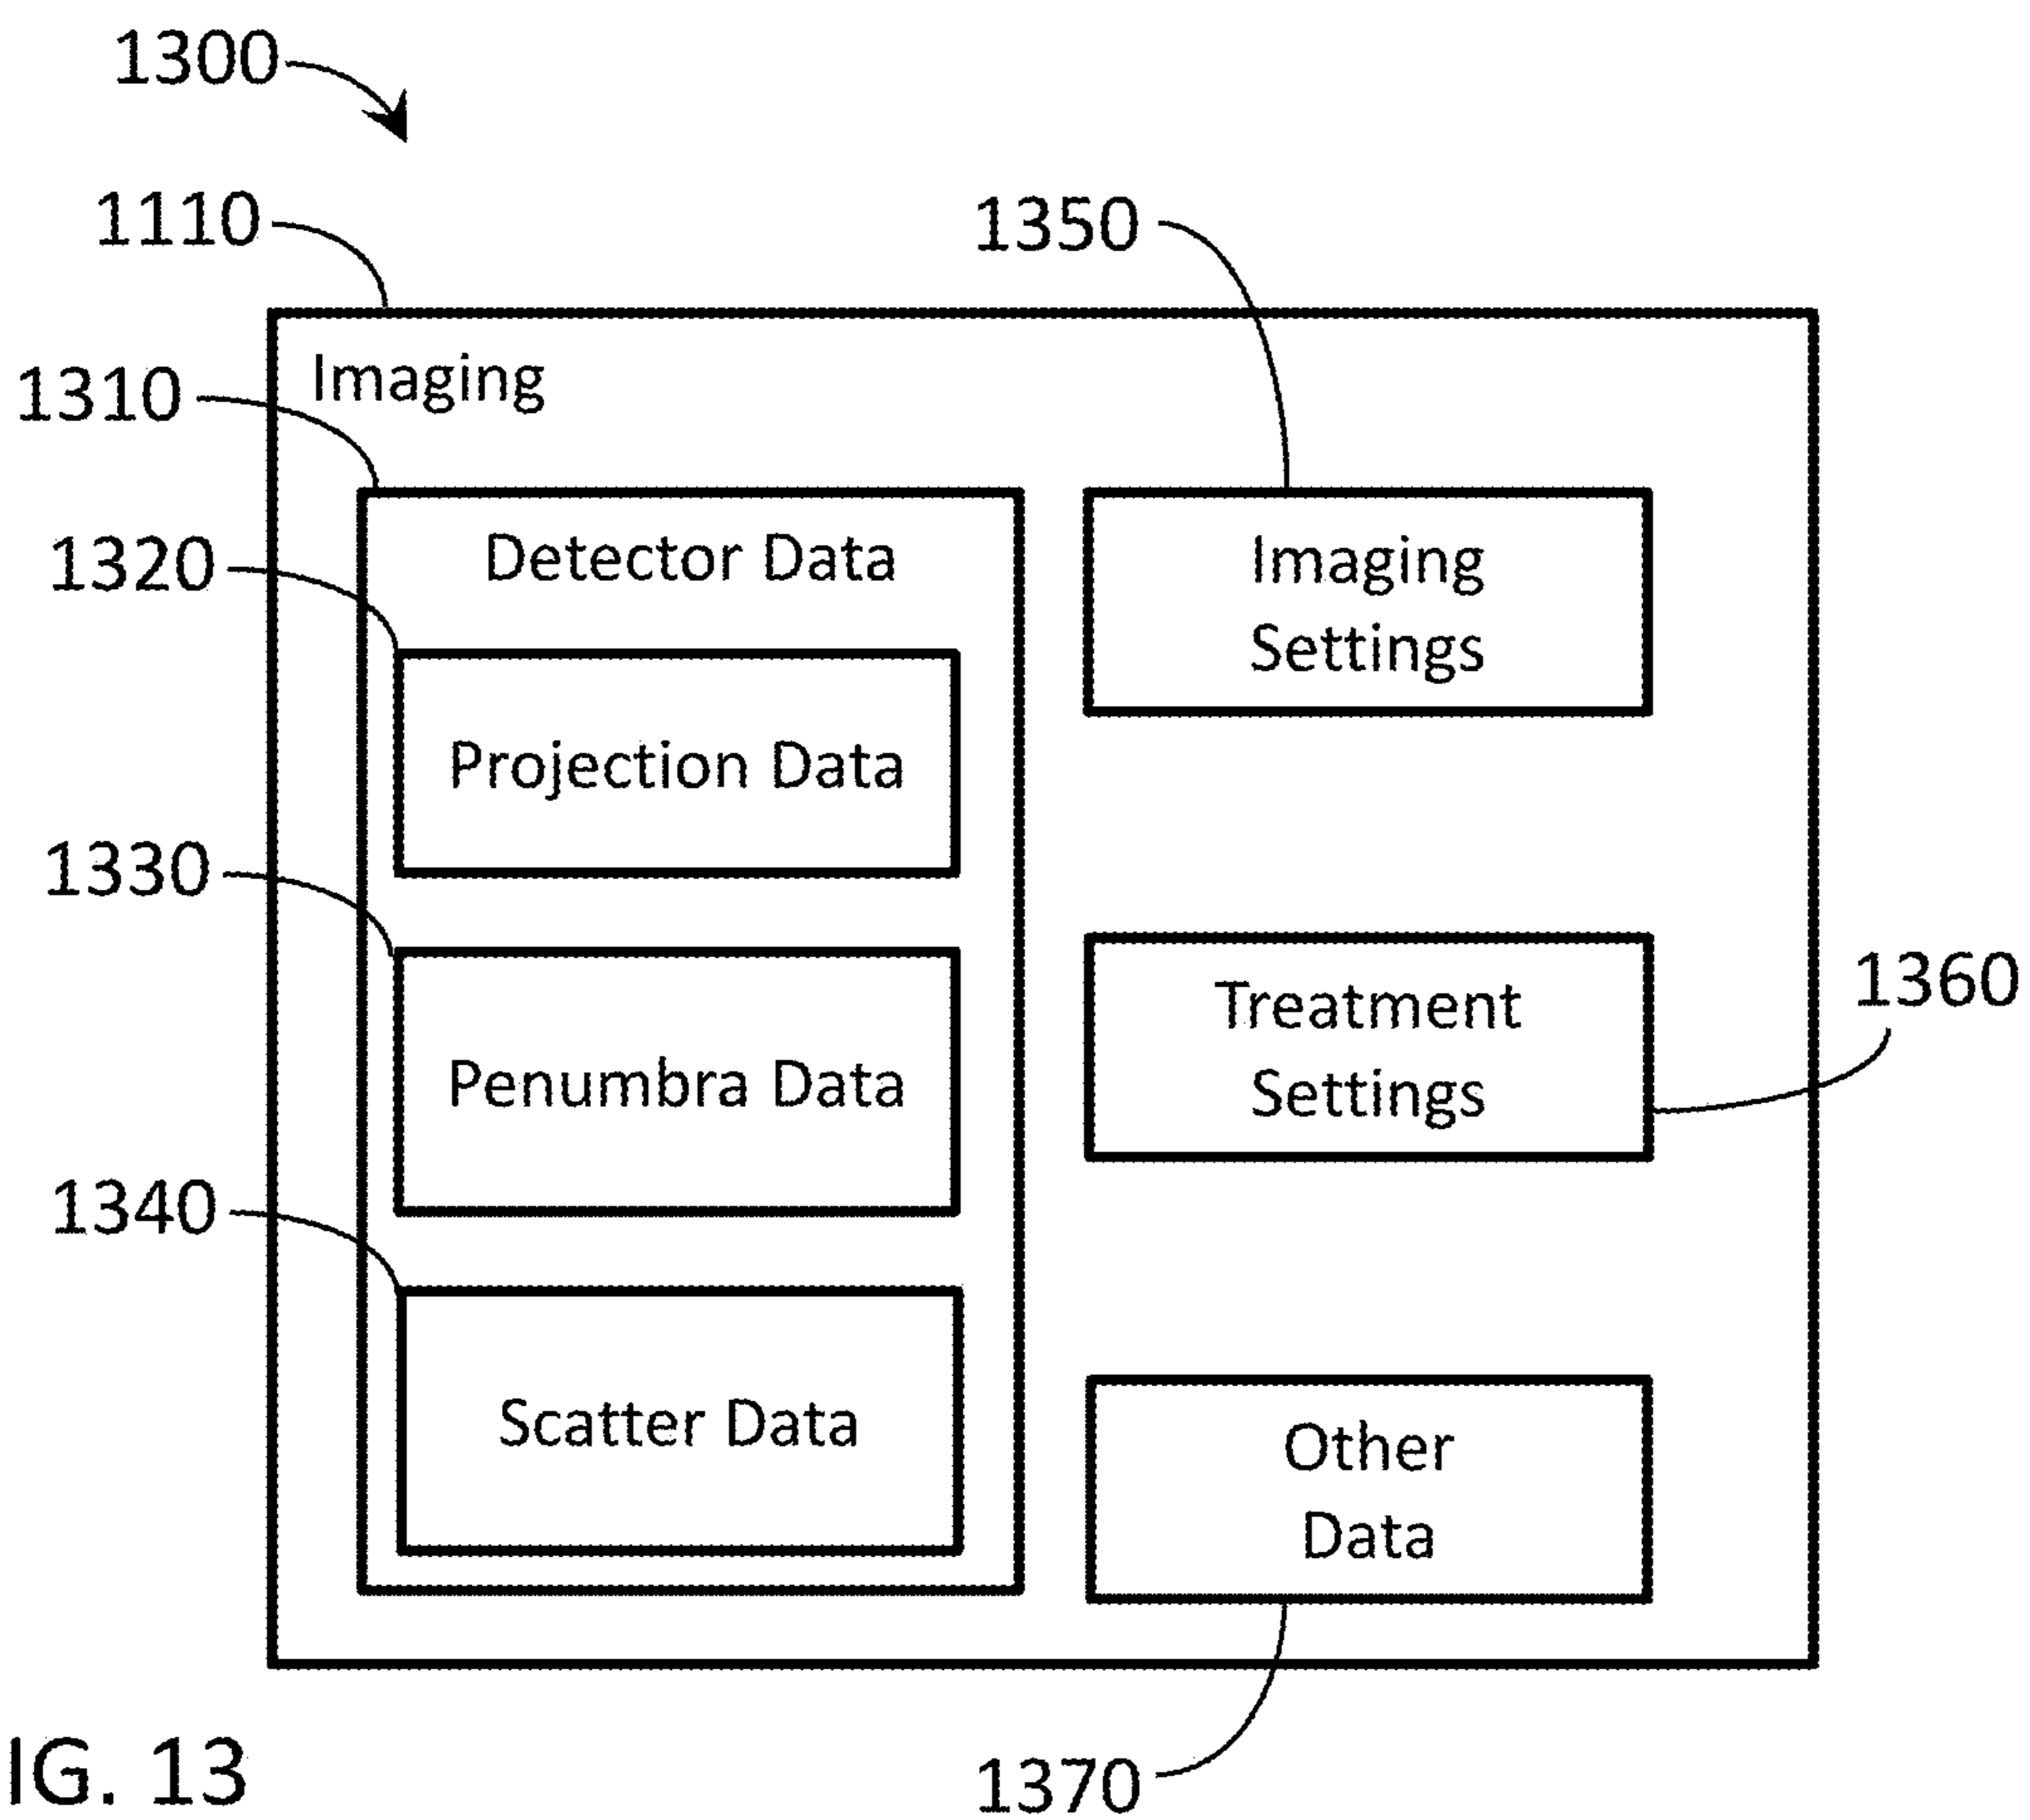 1300
1110
1350
Imaging
1310
Detector Data
1320
Imaging
Settings
Projection Data
1330
Treatment
Settings
1360
Penumbra Data
1340
Scatter Data
Other
Data
IG. 13
1370